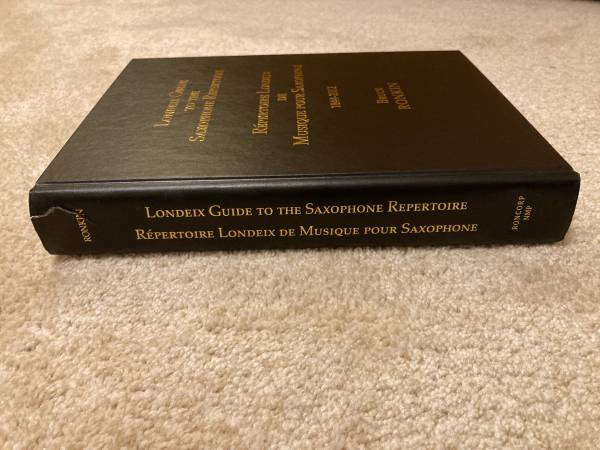 Londeix Guide
to the
Saxophone Repertoire
Répertoire Londeix
de
Musique pour Saxophone
1844-2012
Bruce
Ronkin
RONKIN
Londeix Guide to the Saxophone Repertoire
Répertoire Londeix de Musique pour Saxophone
RONCORP
NMP